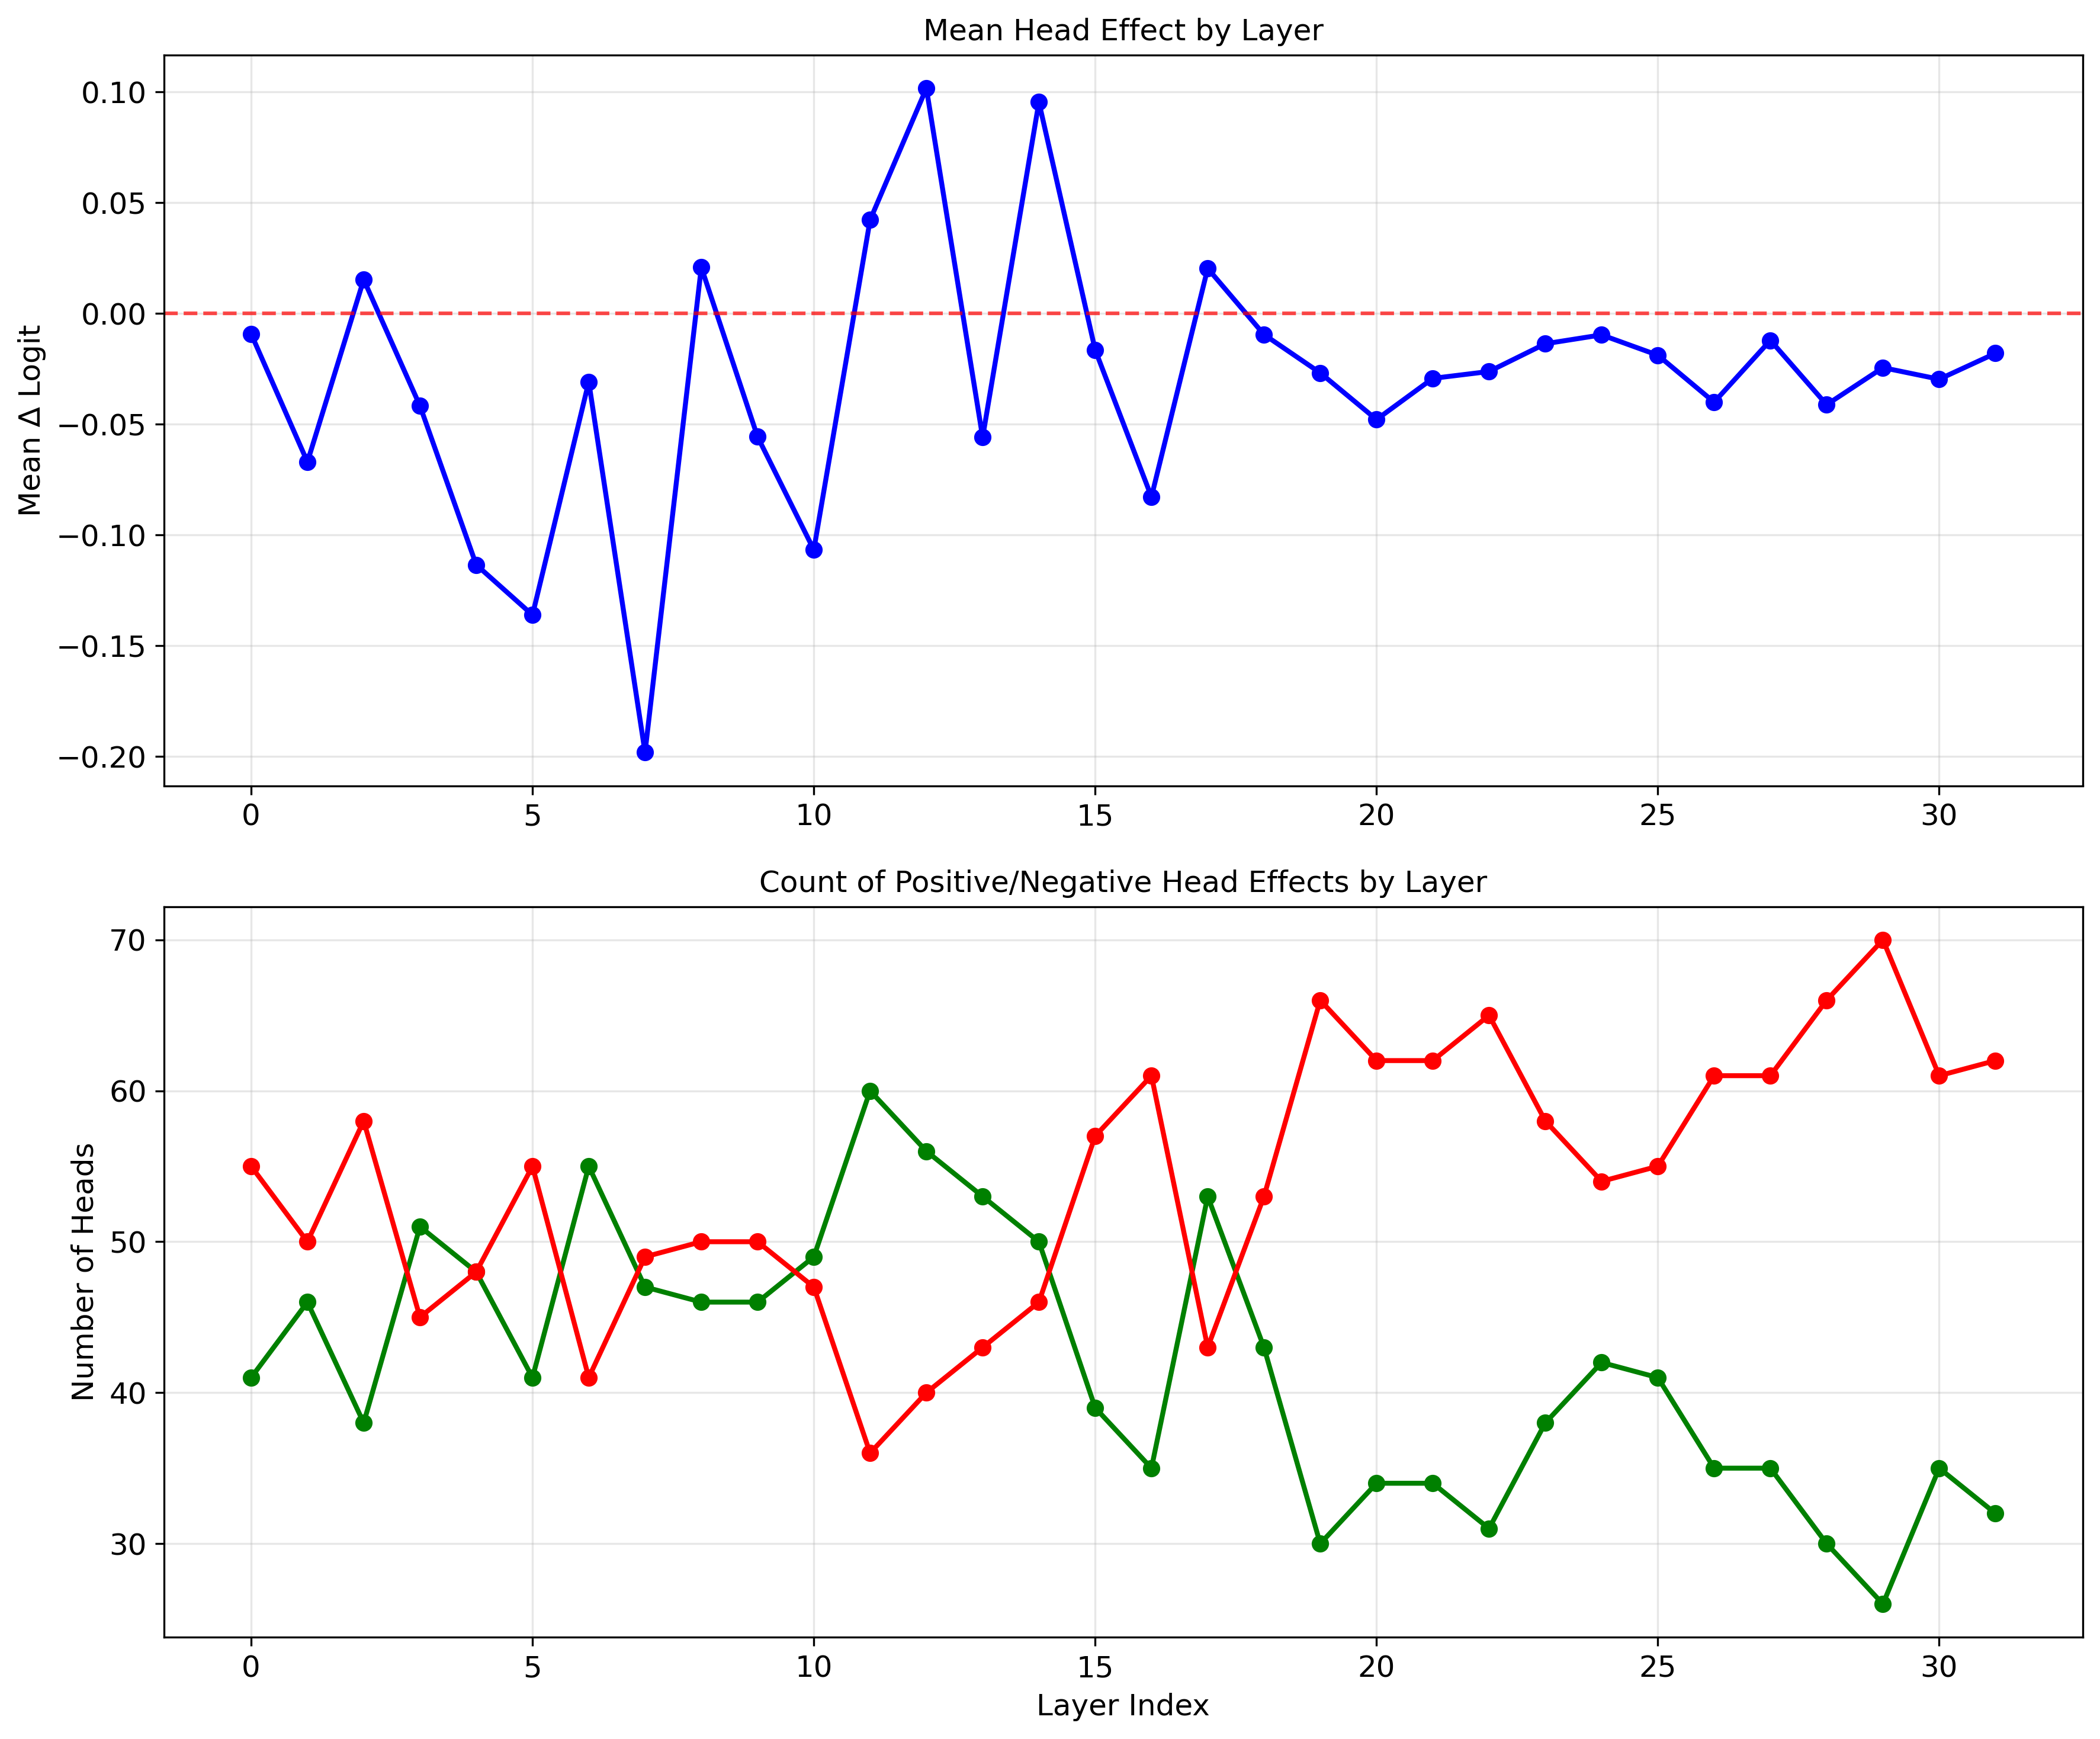 Mean Head Effect by Layer
Mean Δ Logit
0.10
0.05
0.00
−0.05
−0.10
−0.15
−0.20
0 5 10 15 20 25 30
Count of Positive/Negative Head Effects by Layer
Number of Heads
70
60
50
40
30
0 5 10 15 20 25 30
Layer Index